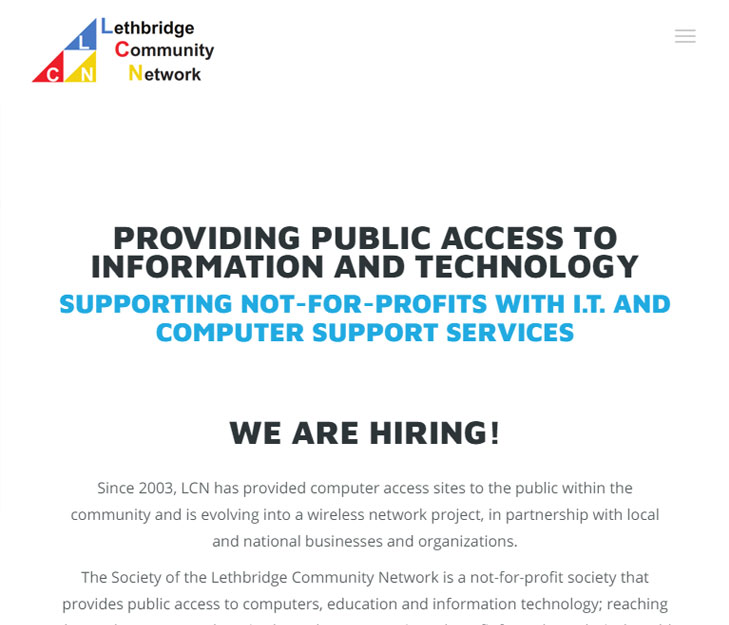 L
C N
Lethbridge
Community
Network
PROVIDING PUBLIC ACCESS TO
INFORMATION AND TECHNOLOGY
SUPPORTING NOT-FOR-PROFITS WITH I.T. AND
COMPUTER SUPPORT SERVICES
WE ARE HIRING!
Since 2003, LCN has provided computer access sites to the public within the
community and is evolving into a wireless network project, in partnership with local
and national businesses and organizations.
The Society of the Lethbridge Community Network is a not-for-profit society that
provides public access to computers, education and information technology; reaching